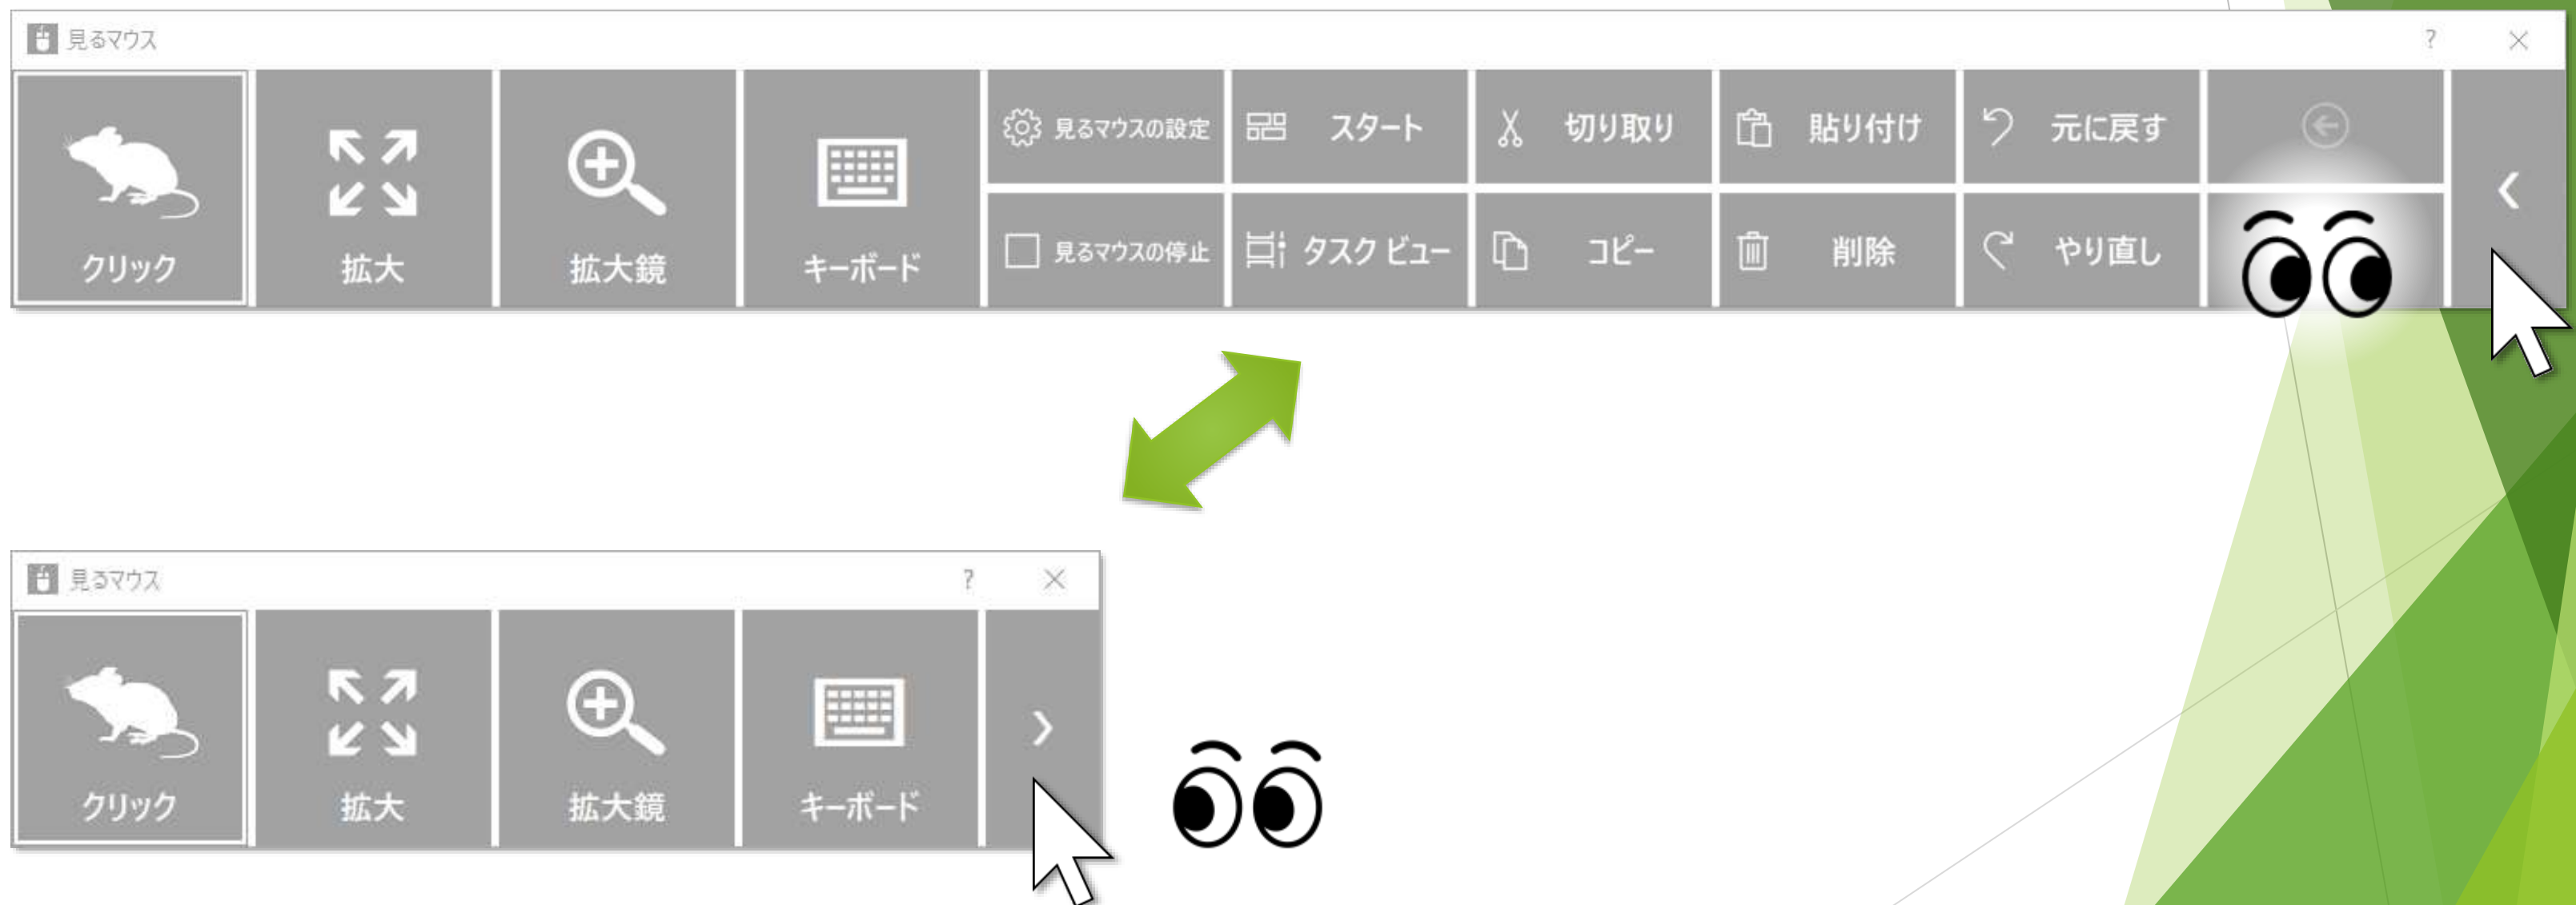 見るマウス ? ×
クリック 拡大 拡大鏡 キーボード
見るマウスの設定 スタート 切り取り 貼り付け 元に戻す
見るマウスの停止 タスク ビュー コピー 削除 やり直し
見るマウス ? ×
クリック 拡大 拡大鏡 キーボード